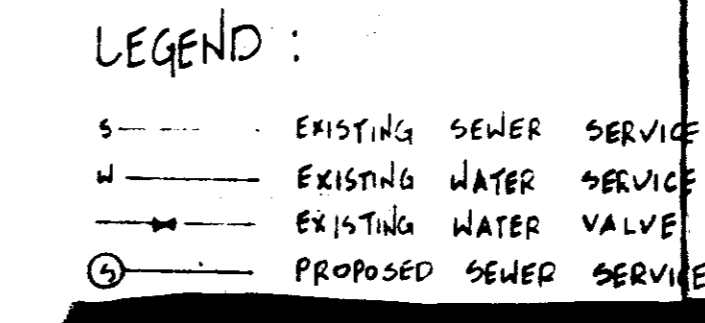 LEGEND :
S EXISTING SEWER SERVICE
W EXISTING WATER SERVICE
EXISTING WATER VALVE
S PROPOSED SEWER SERVICE